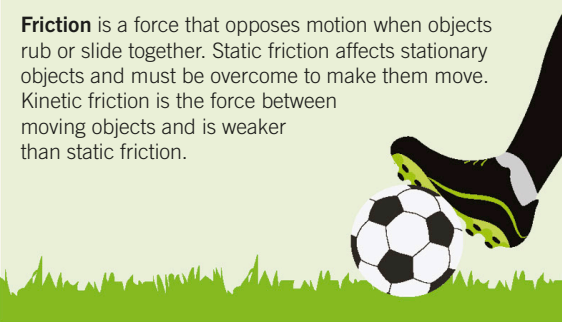 Friction is a force that opposes motion when objects
rub or slide together. Static friction affects stationary
objects and must be overcome to make them move.
Kinetic friction is the force between
moving objects and is weaker
than static friction.